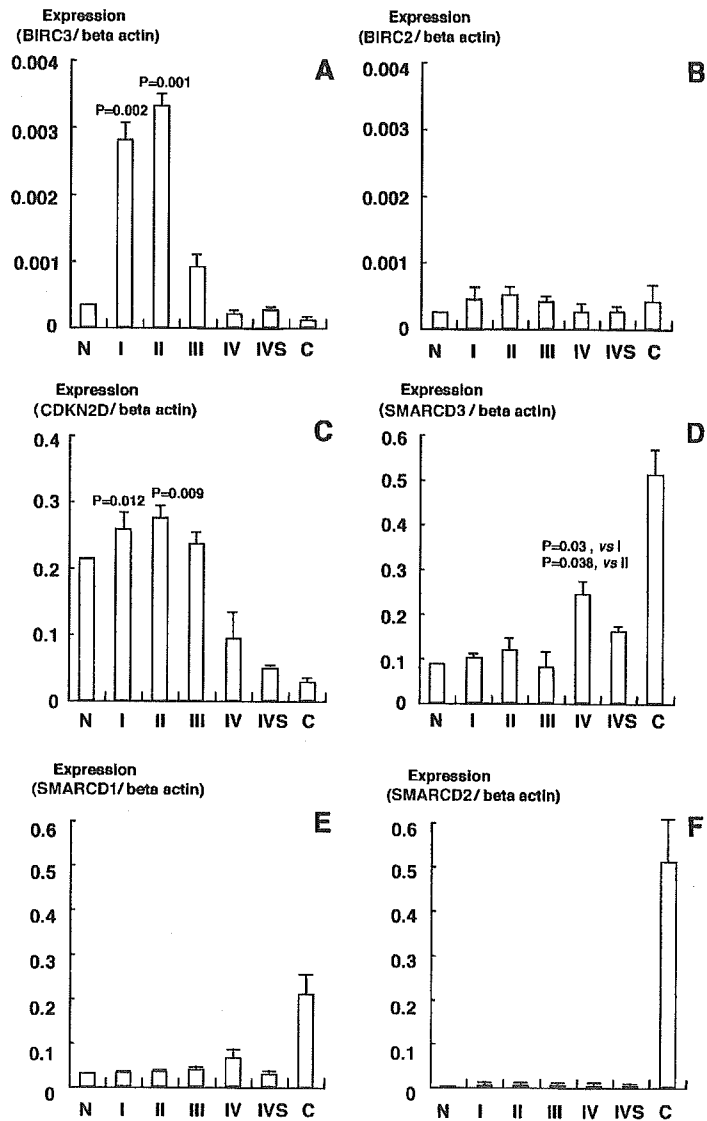 Expression
(BIRC3/ beta actin)
A
0.004
0.003
0.002
0.001
0
P=0.002
P=0.001
N I II III IV IVS C
Expression
(BIRC2/ beta actin)
B
0.004
0.003
0.002
0.001
0
N I II III IV IVS C
Expression
(CDKN2D/ beta actin)
C
0.4
0.3
0.2
0.1
0
P=0.012
P=0.009
N I II III IV IVS C
Expression
(SMARCD3/ beta actin)
D
0.6
0.5
0.4
0.3
0.2
0.1
0
P=0.03 , vs I
P=0.038, vs II
N I II III IV IVS C
Expression
(SMARCD1/ beta actin)
E
0.6
0.5
0.4
0.3
0.2
0.1
0
N I II III IV IVS C
Expression
(SMARCD2/ beta actin)
F
0.6
0.5
0.4
0.3
0.2
0.1
0
N I II III IV IVS C